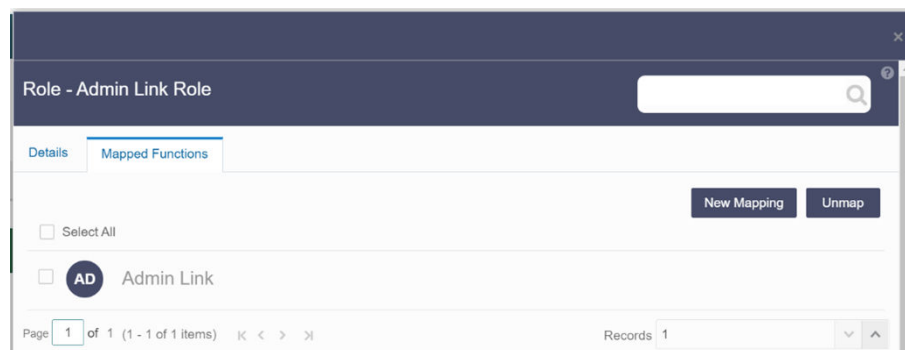 Role - Admin Link Role
Details Mapped Functions
New Mapping Unmap
Select All
AD Admin Link
Page 1 of 1 (1 - 1 of 1 items) Records 1